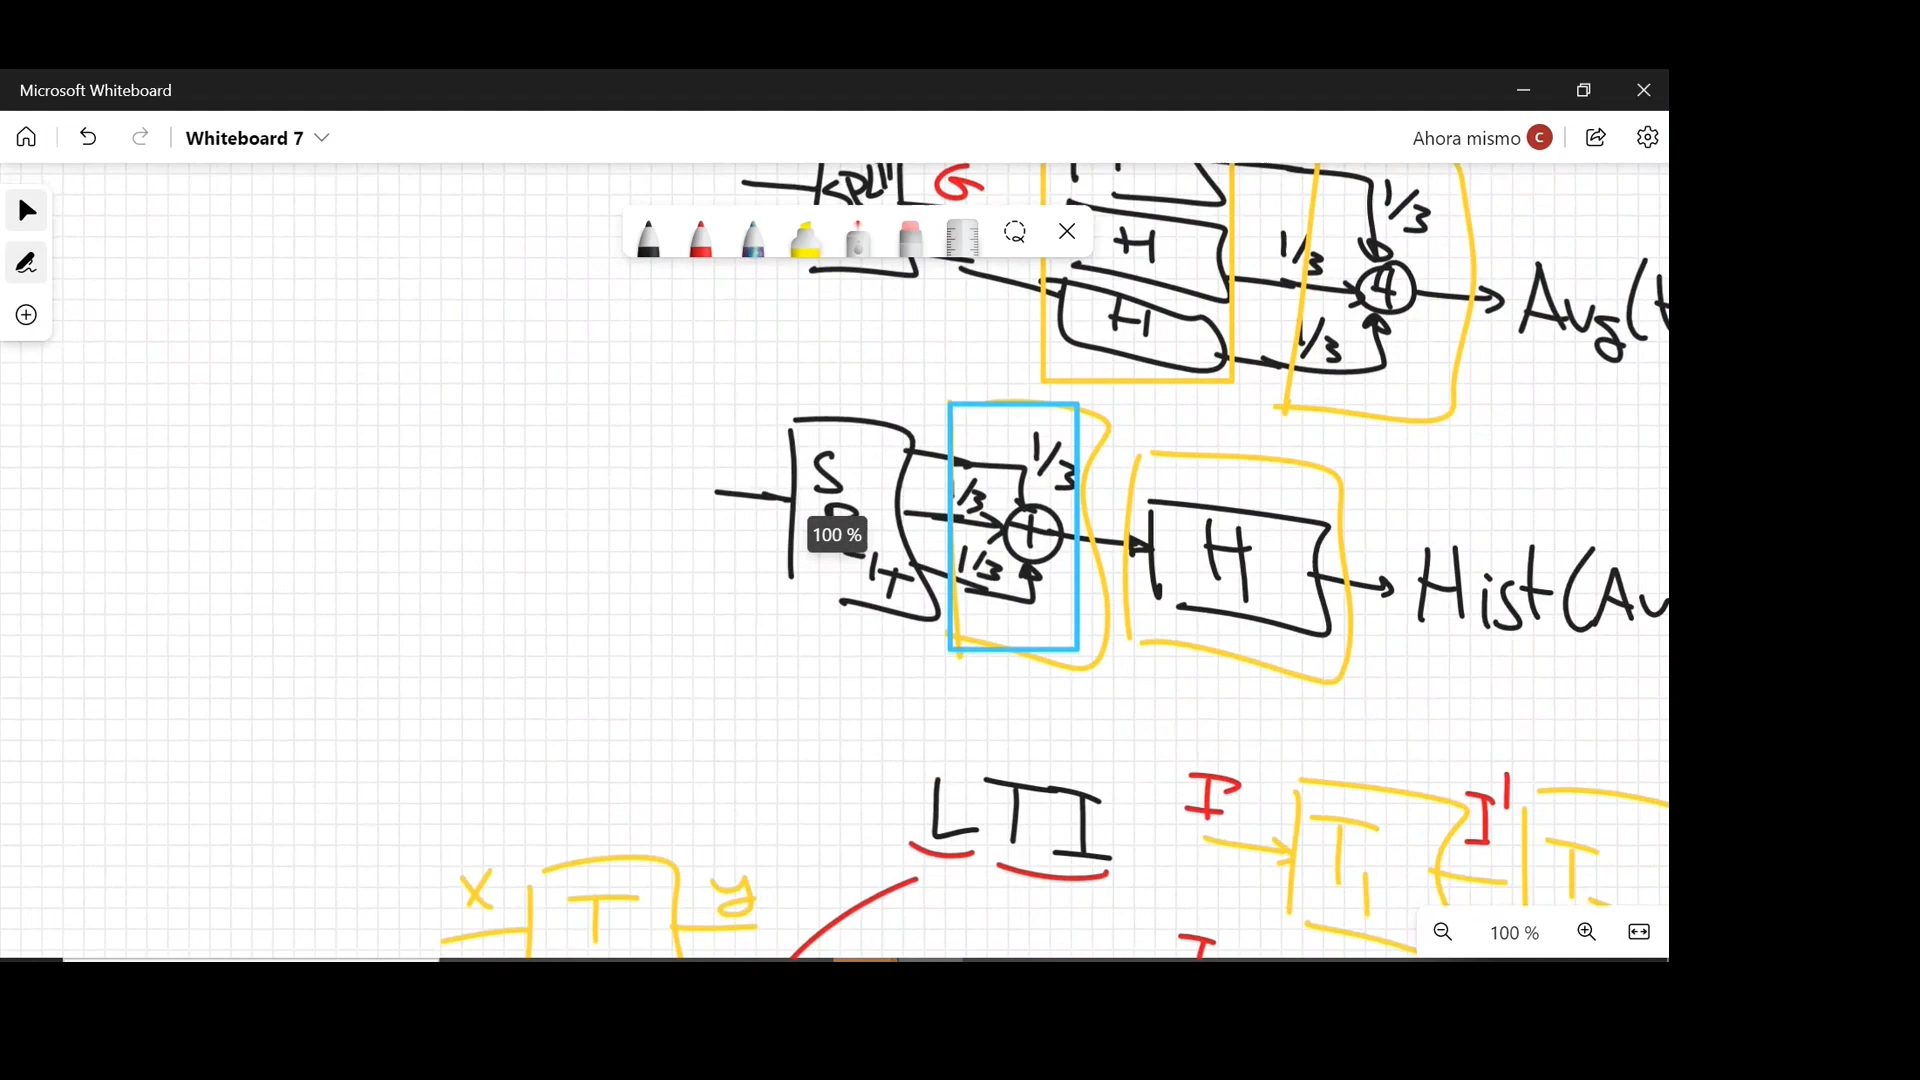 Microsoft Whiteboard
Whiteboard 7
Ahora mismo C
SPLIT G
1/3
H 1/3
Avg(
H 1/3
S
1/3
1/3
100 %
1/3
H
Hist(Av
LTI
I T I' T
x T y
I
100 %